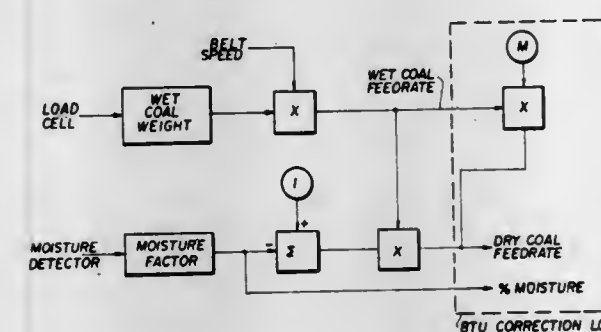 BELT
SPEED
M
WET COAL
FEEDRATE
LOAD
CELL
WET
COAL
WEIGHT
X
X
I
+
MOISTURE
DETECTOR
MOISTURE
FACTOR
-
Σ
X
DRY COAL
FEEDRATE
% MOISTURE
BTU CORRECTION